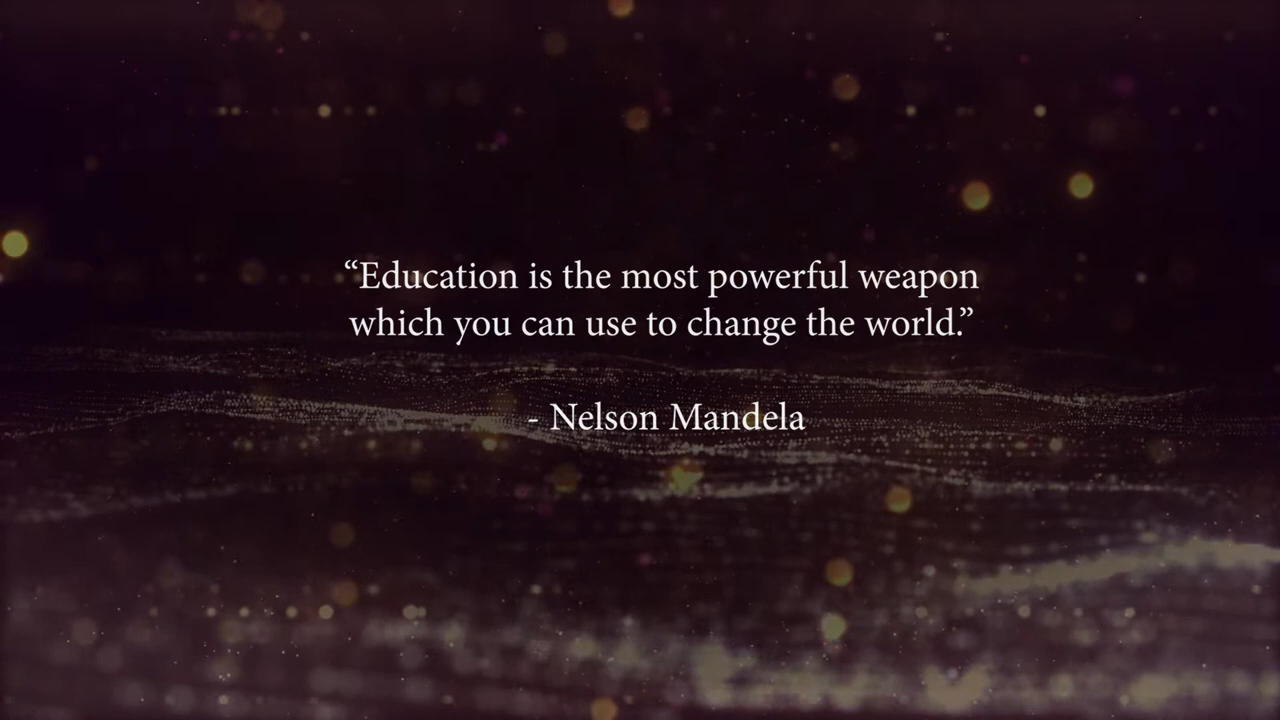 “Education is the most powerful weapon
which you can use to change the world.”
- Nelson Mandela